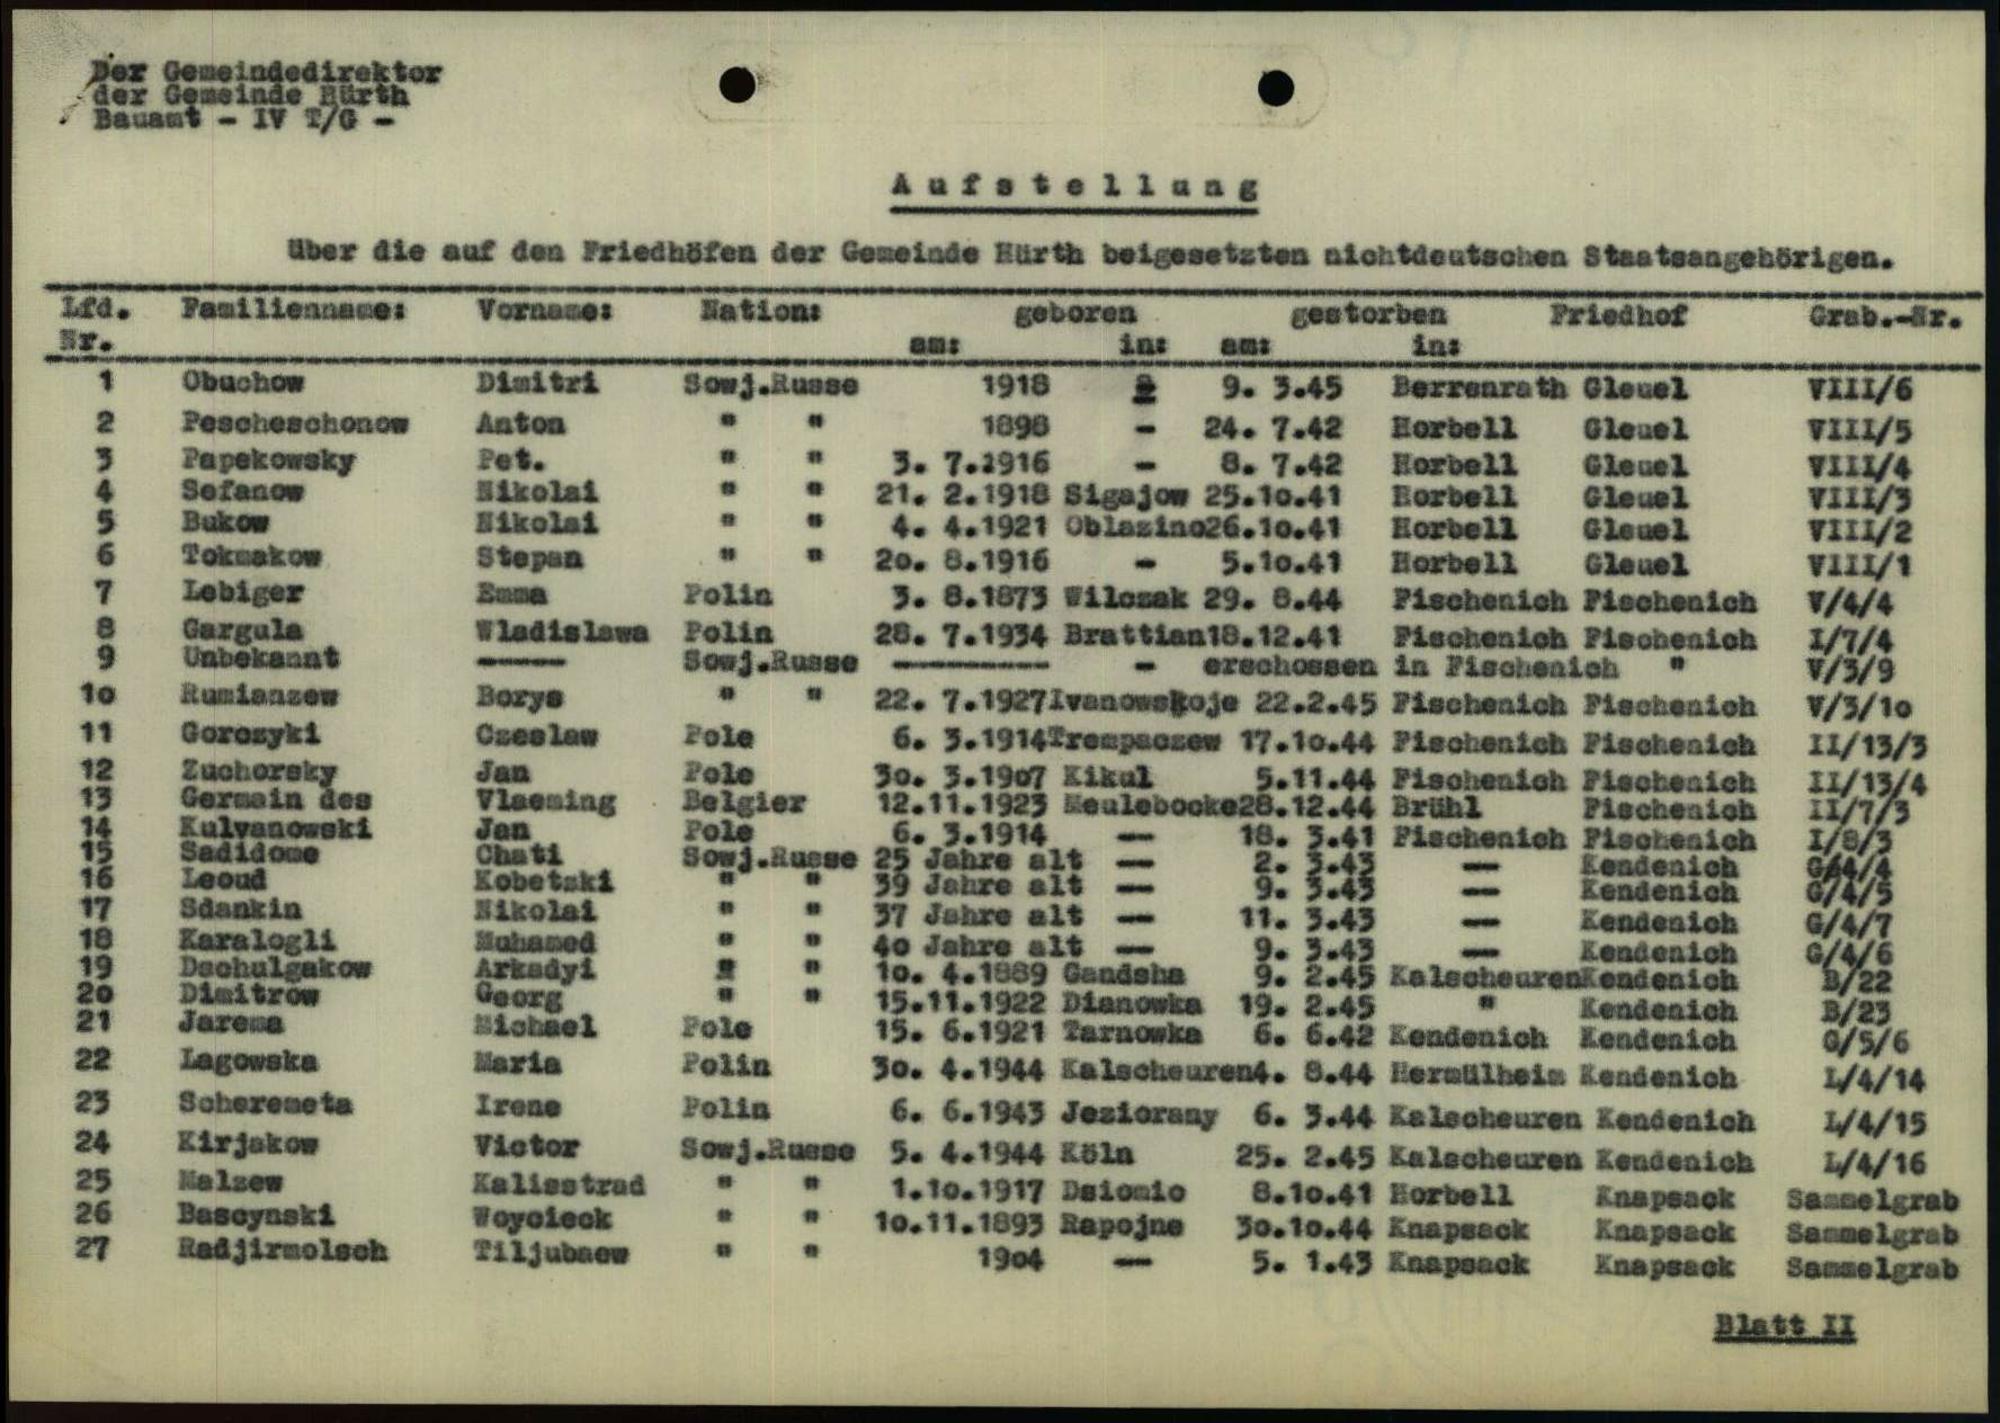 Der Gemeindedirektor
der Gemeinde Hürth
Bauamt - IV T/G -
Aufstellung
über die auf den Friedhöfen der Gemeinde Hürth beigesetzten nichtdeutschen Staatsangehörigen.
Lfd. Familienname: Vorname: Nation: geboren gestorben Friedhof Grab.-Nr.
Nr. am: in: am: in:
1 Obuchow Dimitri Sowj.Russe 1918 9. 3.45 Berrenrath Gleuel VIII/6
2 Pescheschonow Anton " " 1898 - 24. 7.42 Horbell Gleuel VIII/5
3 Papekowsky Pet. " " 3. 7.1916 - 8. 7.42 Horbell Gleuel VIII/4
4 Sefanow Nikolai " " 21. 2.1918 Sigajow 25.10.41 Horbell Gleuel VIII/3
5 Bukow Nikolai " " 4. 4.1921 Oblazino26.10.41 Horbell Gleuel VIII/2
6 Tokmakow Stepan " " 20. 8.1916 - 5.10.41 Horbell Gleuel VIII/1
7 Lebiger Emma Polin 3. 8.1873 Wilczak 29. 8.44 Fischenich Fischenich V/4/4
8 Gargula Wladislawa Polin 28. 7.1934 Brattian18.12.41 Fischenich Fischenich I/7/4
9 Unbekannt ----- Sowj.Russe --------- - erschossen in Fischenich " V/3/9
10 Rumianzew Borys " " 22. 7.1927Ivanowskoje 22.2.45 Fischenich Fischenich V/3/10
11 Gorczyki Czeslaw Pole 6. 3.1914Trempaczew 17.10.44 Fischenich Fischenich II/13/3
12 Zuchorsky Jan Pole 30. 3.1907 Kikul 5.11.44 Fischenich Fischenich II/13/4
13 Germain des Vlaeming Belgier 12.11.1923 Meulebocke28.12.44 Brühl Fischenich II/7/3
14 Kulvanowski Jan Pole 6. 3.1914 -- 18. 3.41 Fischenich Fischenich I/8/3
15 Sadidome Chati Sowj.Russe 25 Jahre alt -- 2. 3.43 -- Kendenich G/4/4
16 Leoud Kobetzki " " 39 Jahre alt -- 9. 3.43 -- Kendenich G/4/5
17 Sdankin Nikolai " " 37 Jahre alt -- 11. 3.43 -- Kendenich G/4/7
18 Karalogli Muhamed " " 40 Jahre alt -- 9. 3.43 -- Kendenich G/4/6
19 Dschulgakow Arkadyi " " 10. 4.1889 Gandsha 9. 2.45 KalscheurenKendenich B/22
20 Dimitrow Georg " " 15.11.1922 Dianowka 19. 2.45 " Kendenich B/23
21 Jarema Michael Pole 15. 6.1921 Tarnowka 6. 6.42 Kendenich Kendenich G/5/6
22 Lagowska Maria Polin 30. 4.1944 Kalscheuren4. 8.44 Hermülheim Kendenich L/4/14
23 Scheremeta Irene Polin 6. 6.1943 Jeziorany 6. 3.44 Kalscheuren Kendenich L/4/15
24 Kirjakow Victor Sowj.Russe 5. 4.1944 Köln 25. 2.45 Kalscheuren Kendenich L/4/16
25 Malzew Kalisstrad " " 1.10.1917 Dsiomio 8.10.41 Horbell Knapsack Sammelgrab
26 Bascynski Woycieck " " 10.11.1893 Rapojne 30.10.44 Knapsack Knapsack Sammelgrab
27 Radjirmolsch Tiljubaew " " 1904 -- 5. 1.43 Knapsack Knapsack Sammelgrab
Blatt II